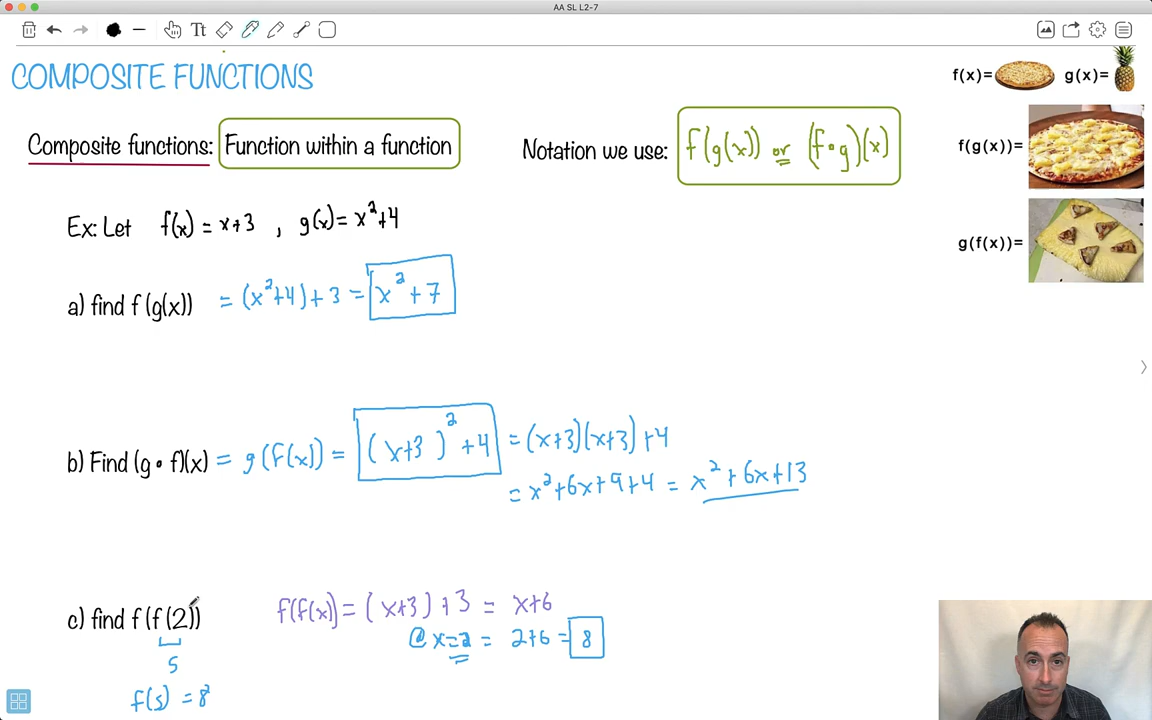 AA SL L2-7
Tt
COMPOSITE FUNCTIONS
f(x)= g(x)=
Composite functions: Function within a function
Notation we use: f(g(x)) or (f∘g)(x)
f(g(x))=
Ex: Let f(x) = x+3 , g(x) = x²+4
g(f(x))=
a) find f (g(x)) = (x²+4)+3 = x²+7
b) Find (g ∘ f)(x) = g(f(x)) = (x+3)²+4 = (x+3)(x+3)+4
= x²+6x+9+4 = x²+6x+13
c) find f (f (2)) f(f(x)) = (x+3)+3 = x+6
@ x=2 = 2+6 = 8
5
f(5) = 8